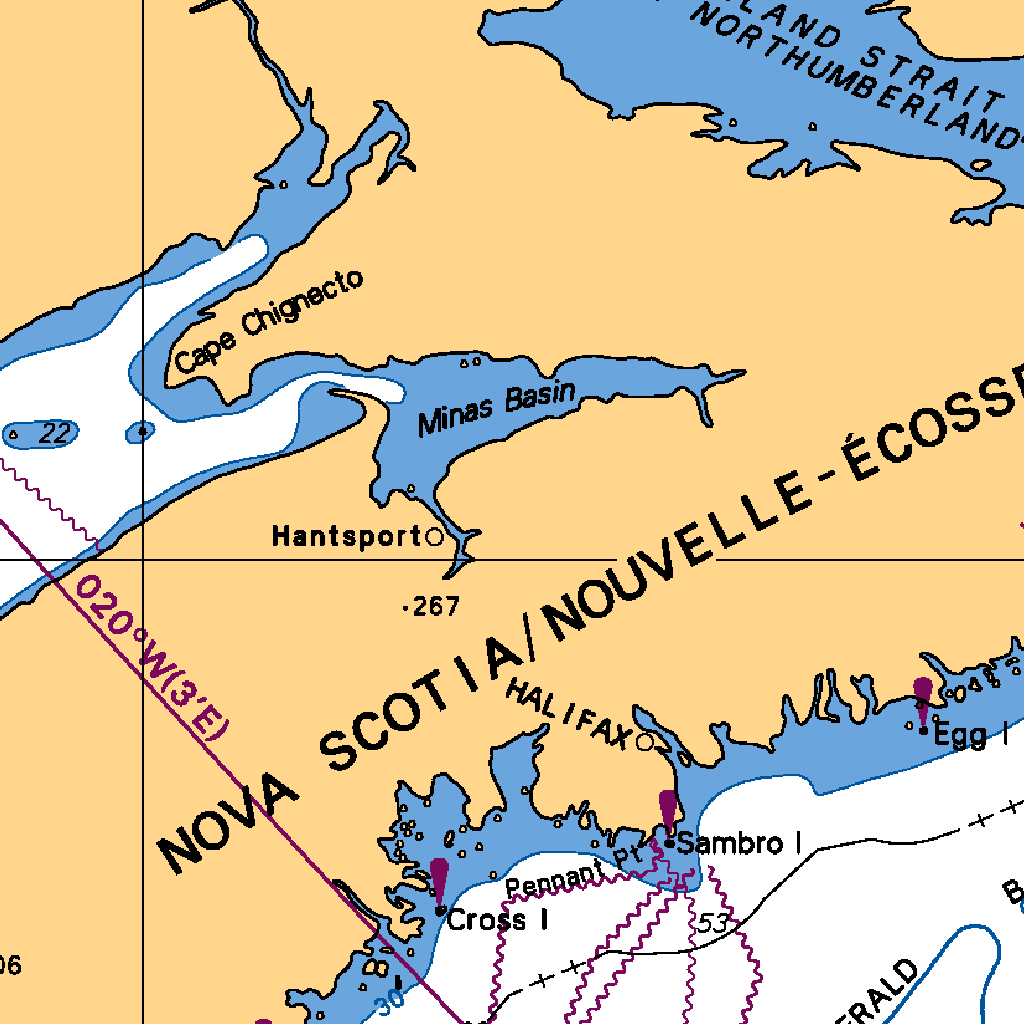 LAND STRAIT
NORTHUMBERLAND
Cape Chignecto
Minas Basin
22
Hantsport
267
020°W(3'E)
NOVA SCOTIA/NOUVELLE-ÉCOSSE
HALIFAX
Egg I
Sambro I
Pennant Pt
Cross I
53
B
06
30
ERALD